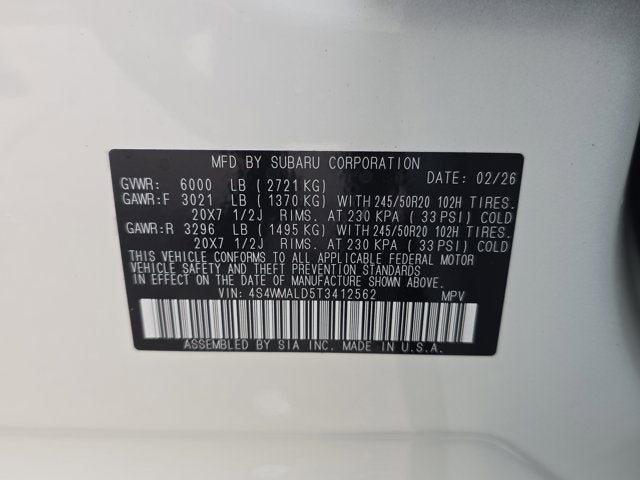 MFD BY SUBARU CORPORATION
DATE: 02/26
GVWR: 6000 LB ( 2721 KG)
GAWR:F 3021 LB ( 1370 KG) WITH 245/50R20 102H TIRES.
20X7 1/2J RIMS. AT 230 KPA ( 33 PSI) COLD
GAWR:R 3296 LB ( 1495 KG) WITH 245/50R20 102H TIRES.
20X7 1/2J RIMS. AT 230 KPA ( 33 PSI) COLD
THIS VEHICLE CONFORMS TO ALL APPLICABLE FEDERAL MOTOR
VEHICLE SAFETY AND THEFT PREVENTION STANDARDS
IN EFFECT ON THE DATE OF MANUFACTURE SHOWN ABOVE.
VIN: 4S4WMALD5T3412562 MPV
ASSEMBLED BY SIA INC. MADE IN U.S.A.